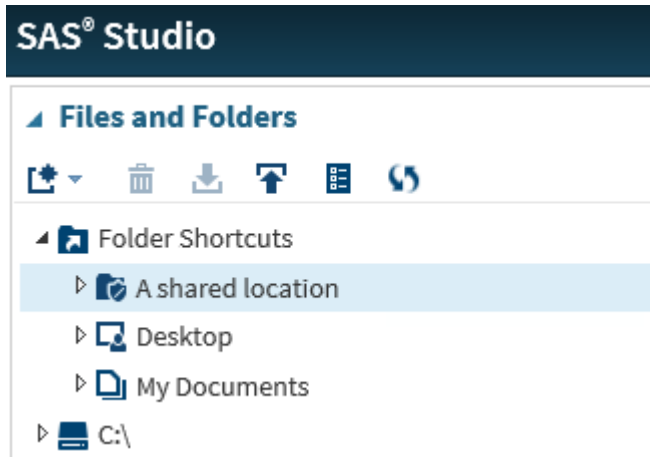 SAS® Studio
Files and Folders
Folder Shortcuts
A shared location
Desktop
My Documents
C:\